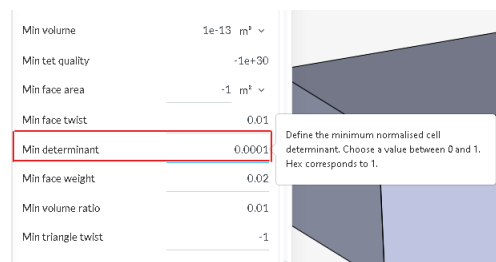 Min volume 1e-13 m³
Min tet quality -1e+30
Min face area -1 m²
Min face twist 0.01
Min determinant 0.0001
Define the minimum normalised cell
determinant. Choose a value between 0 and 1.
Hex corresponds to 1.
Min face weight 0.02
Min volume ratio 0.01
Min triangle twist -1